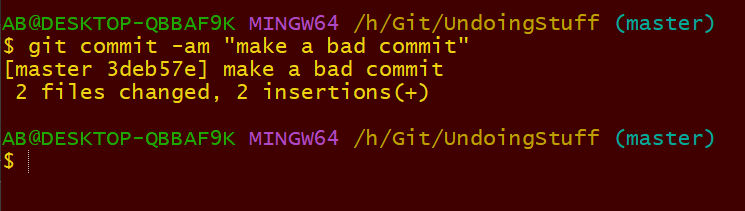 AB@DESKTOP-QBBAF9K MINGW64 /h/Git/UndoingStuff (master)
$ git commit -am "make a bad commit"
[master 3deb57e] make a bad commit
 2 files changed, 2 insertions(+)
AB@DESKTOP-QBBAF9K MINGW64 /h/Git/UndoingStuff (master)
$